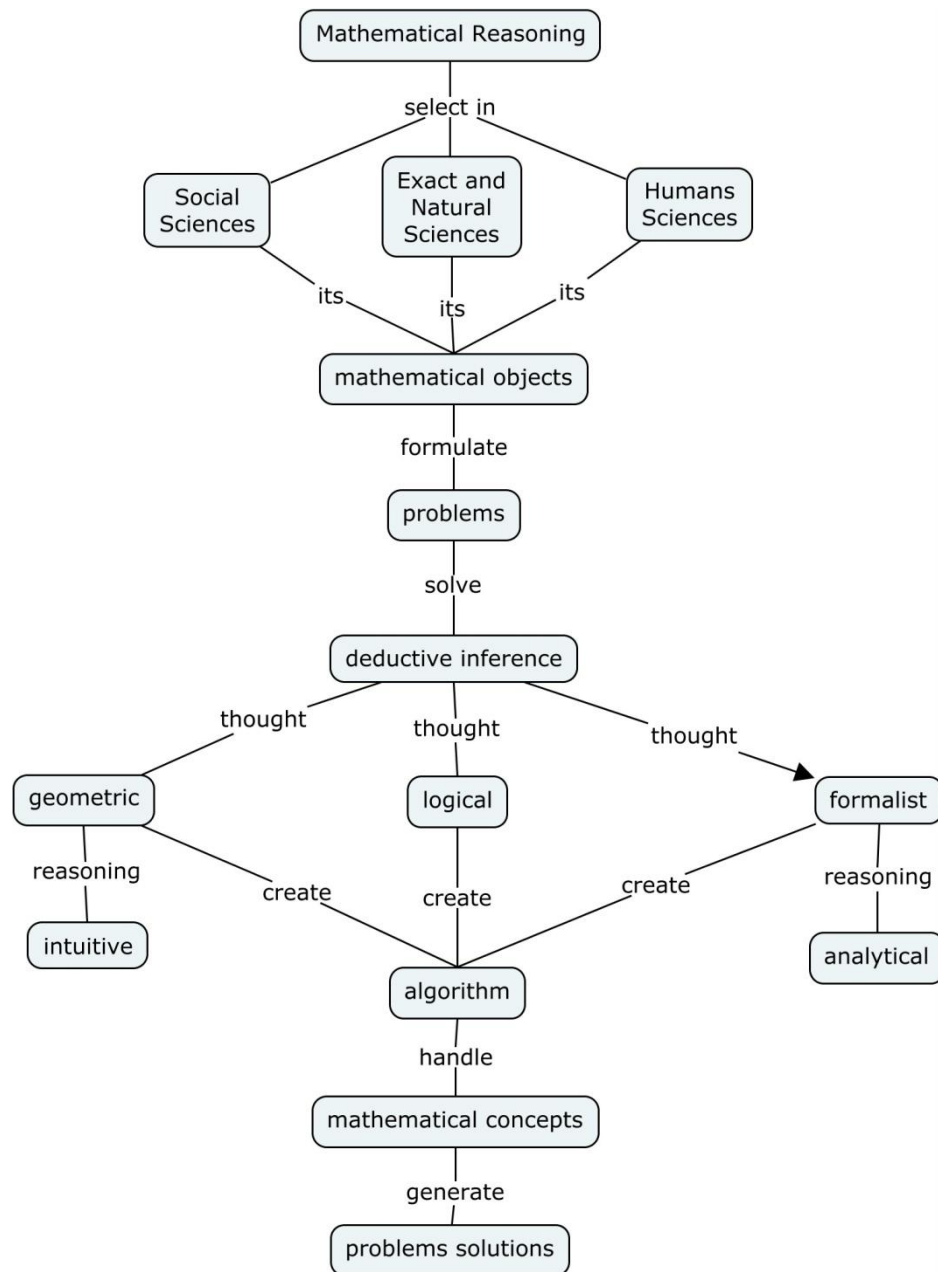 Mathematical Reasoning
select in
Social
Sciences
Exact and
Natural
Sciences
Humans
Sciences
its
its
its
mathematical objects
formulate
problems
solve
deductive inference
thought
thought
thought
geometric
logical
formalist
reasoning
create
create
create
reasoning
intuitive
analytical
algorithm
handle
mathematical concepts
generate
problems solutions